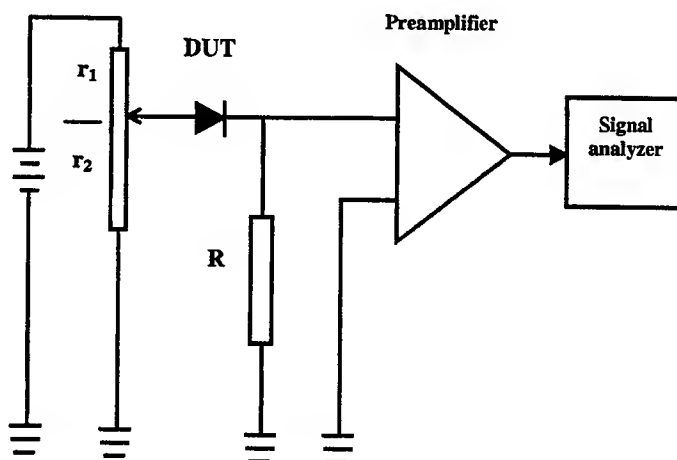 Preamplifier
DUT
r₁
r₂
R
Signal
analyzer